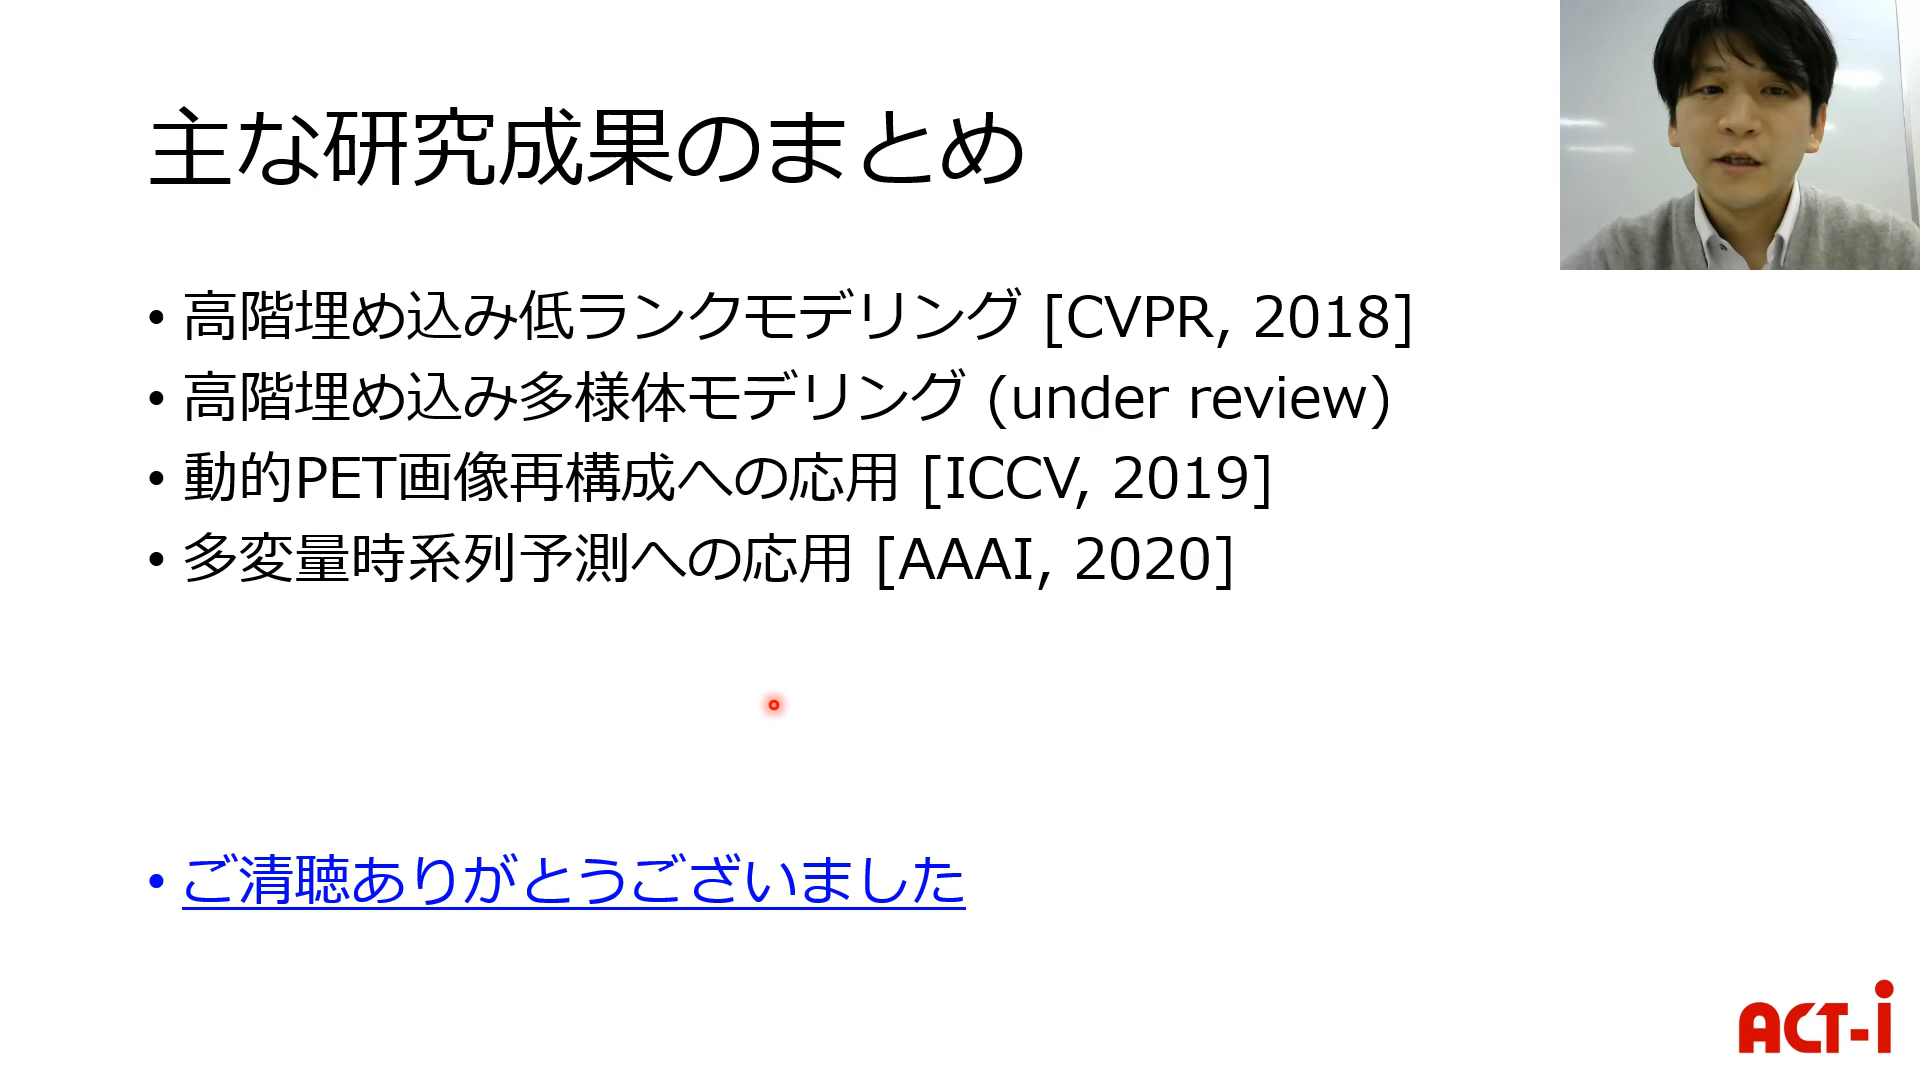 主な研究成果のまとめ
• 高階埋め込み低ランクモデリング [CVPR, 2018]
• 高階埋め込み多様体モデリング (under review)
• 動的PET画像再構成への応用 [ICCV, 2019]
• 多変量時系列予測への応用 [AAAI, 2020]
• ご清聴ありがとうございました
ACT-i